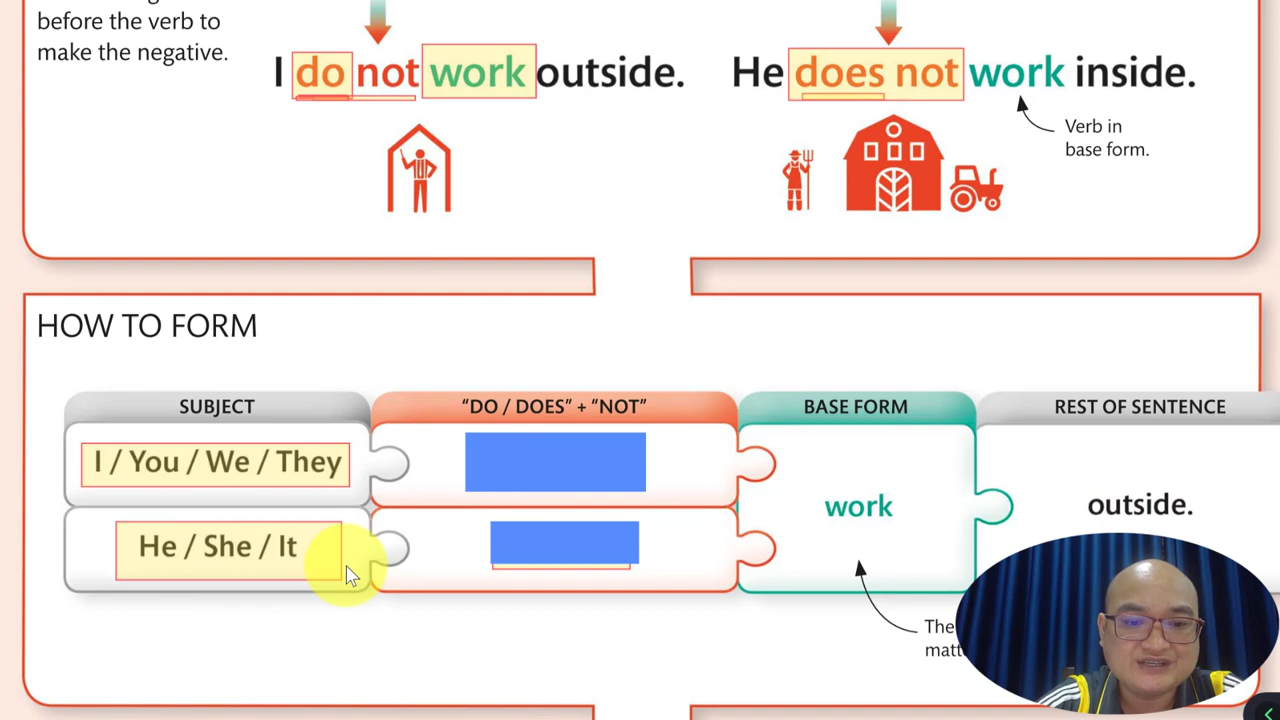 before the verb to
make the negative.
I do not work outside.
He does not work inside.
Verb in
base form.
HOW TO FORM
SUBJECT
"DO / DOES" + "NOT"
BASE FORM
REST OF SENTENCE
I / You / We / They
He / She / It
work
outside.
The